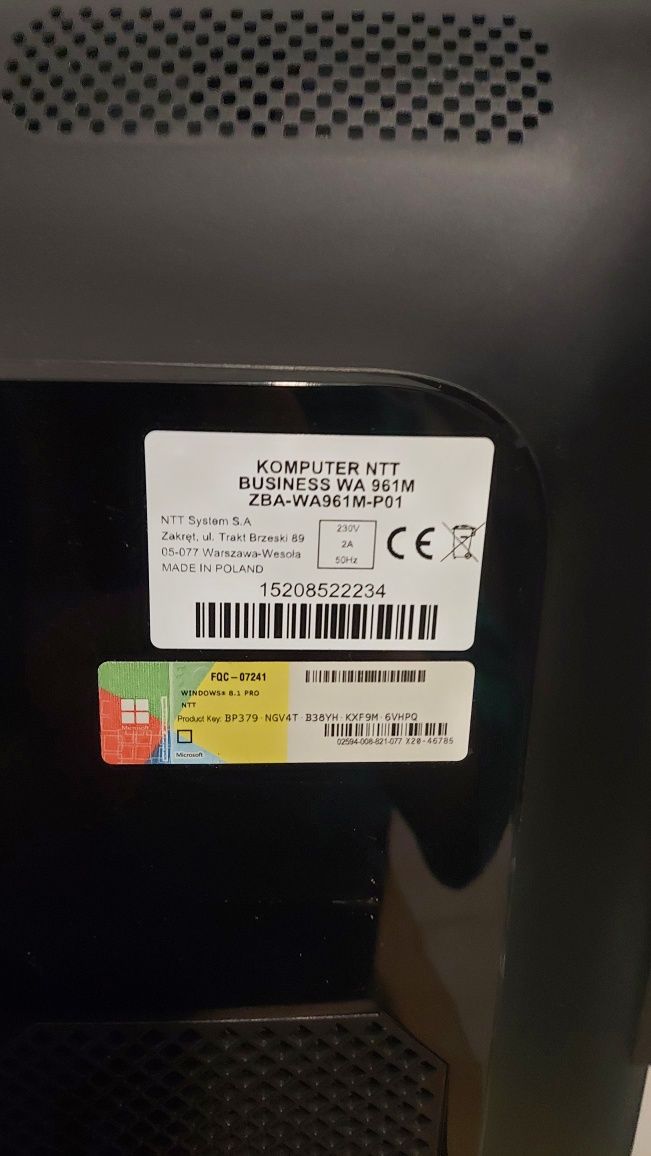 KOMPUTER NTT
BUSINESS WA 961M
ZBA-WA961M-P01
NTT System S.A
Zakręt, ul. Trakt Brzeski 89
05-077 Warszawa-Wesoła
MADE IN POLAND
230V
2A
50Hz
CE
15208522234
FQC-07241
WINDOWS® 8.1 PRO
NTT
Product Key: BP379-NGV4T-B38YH-KXF9M-6VHPQ
Microsoft
02594-008-821-077 X20-46785
Microsoft